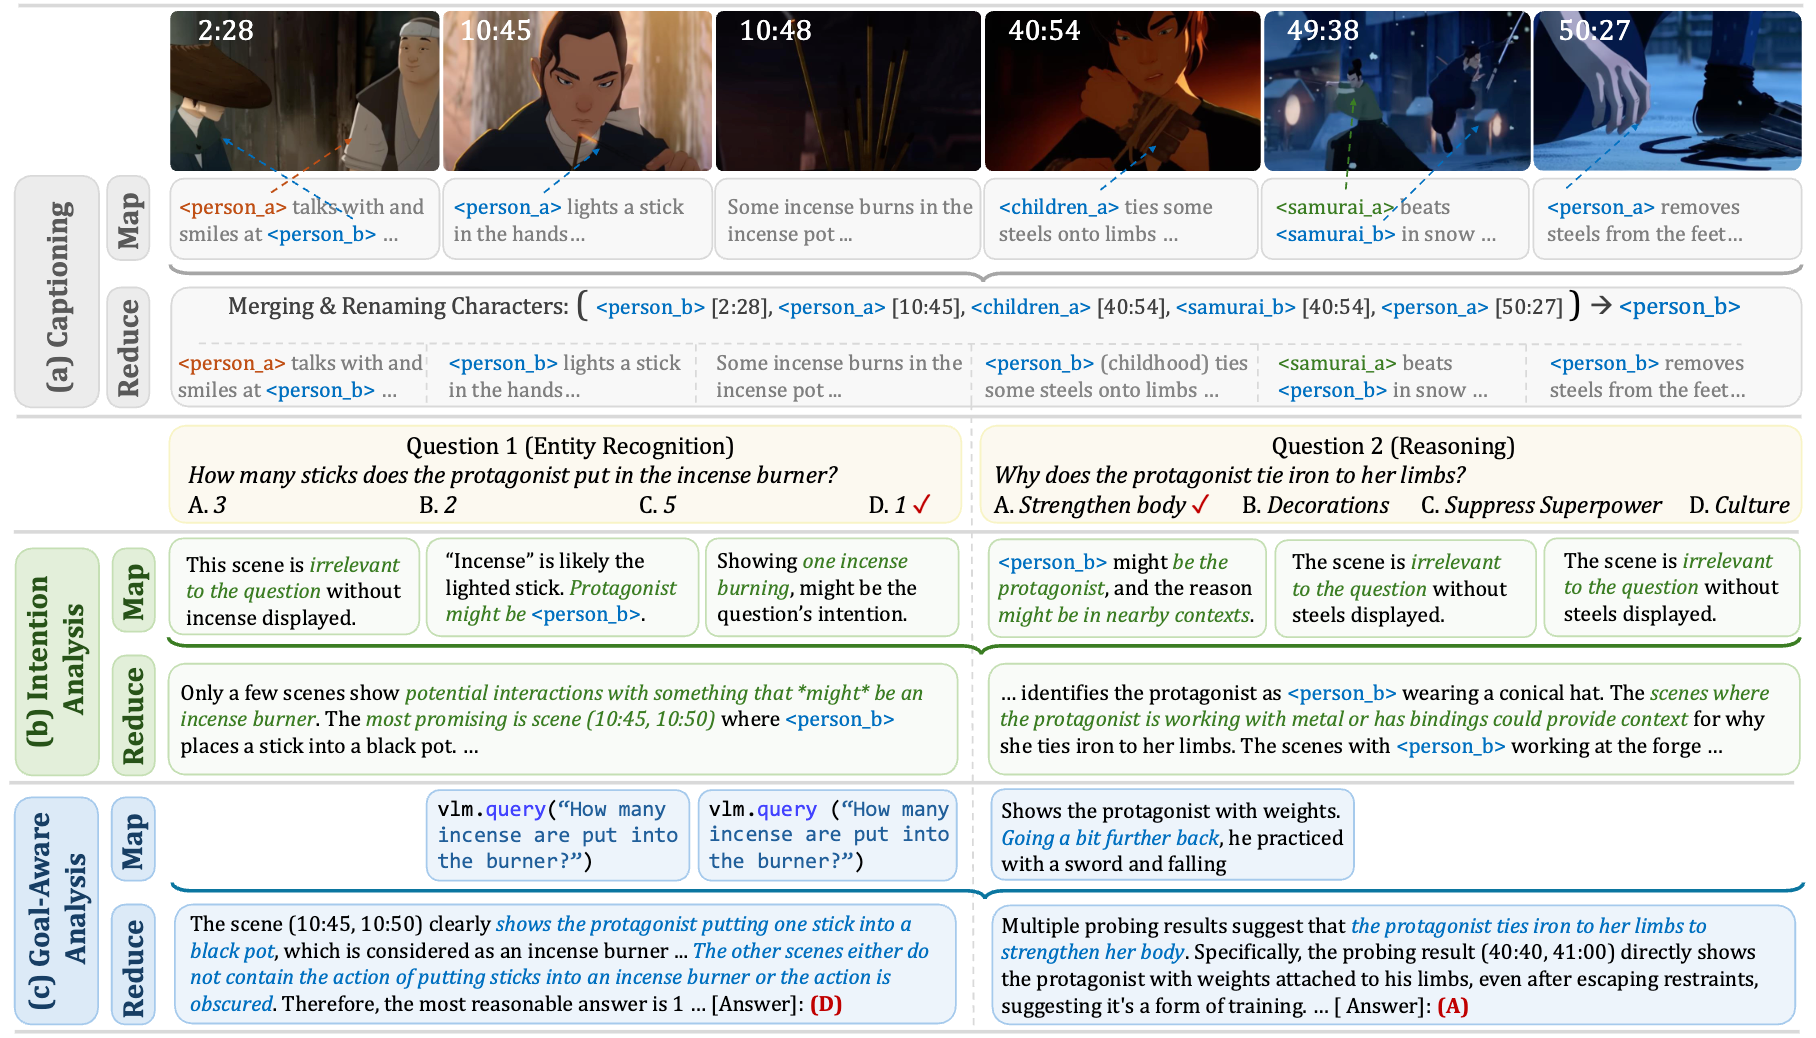 2:28
10:45
10:48
40:54
49:38
50:27
(a) Captioning
Map
<person_a> talks with and
smiles at <person_b> ...
<person_a> lights a stick
in the hands...
Some incense burns in the
incense pot ...
<children_a> ties some
steels onto limbs ...
<samurai_a> beats
<samurai_b> in snow ...
<person_a> removes
steels from the feet...
Reduce
Merging & Renaming Characters: ( <person_b> [2:28], <person_a> [10:45], <children_a> [40:54], <samurai_b> [40:54], <person_a> [50:27] ) → <person_b>
<person_a> talks with and
smiles at <person_b> ...
<person_b> lights a stick
in the hands...
Some incense burns in the
incense pot ...
<person_b> (childhood) ties
some steels onto limbs ...
<samurai_a> beats
<person_b> in snow ...
<person_b> removes
steels from the feet...
Question 1 (Entity Recognition)
How many sticks does the protagonist put in the incense burner?
A. 3 B. 2 C. 5 D. 1 ✓
Question 2 (Reasoning)
Why does the protagonist tie iron to her limbs?
A. Strengthen body ✓ B. Decorations C. Suppress Superpower D. Culture
(b) Intention
Analysis
Map
This scene is irrelevant
to the question without
incense displayed.
“Incense” is likely the
lighted stick. Protagonist
might be <person_b>.
Showing one incense
burning, might be the
question’s intention.
<person_b> might be the
protagonist, and the reason
might be in nearby contexts.
The scene is irrelevant
to the question without
steels displayed.
The scene is irrelevant
to the question without
steels displayed.
Reduce
Only a few scenes show potential interactions with something that *might* be an
incense burner. The most promising is scene (10:45, 10:50) where <person_b>
places a stick into a black pot. ...
... identifies the protagonist as <person_b> wearing a conical hat. The scenes where
the protagonist is working with metal or has bindings could provide context for why
she ties iron to her limbs. The scenes with <person_b> working at the forge ...
(c) Goal-Aware
Analysis
Map
vlm.query(“How many
incense are put into
the burner?”)
vlm.query (“How many
incense are put into
the burner?”)
Shows the protagonist with weights.
Going a bit further back, he practiced
with a sword and falling
Reduce
The scene (10:45, 10:50) clearly shows the protagonist putting one stick into a
black pot, which is considered as an incense burner ... The other scenes either do
not contain the action of putting sticks into an incense burner or the action is
obscured. Therefore, the most reasonable answer is 1 ... [Answer]: (D)
Multiple probing results suggest that the protagonist ties iron to her limbs to
strengthen her body. Specifically, the probing result (40:40, 41:00) directly shows
the protagonist with weights attached to his limbs, even after escaping restraints,
suggesting it's a form of training. ... [ Answer]: (A)